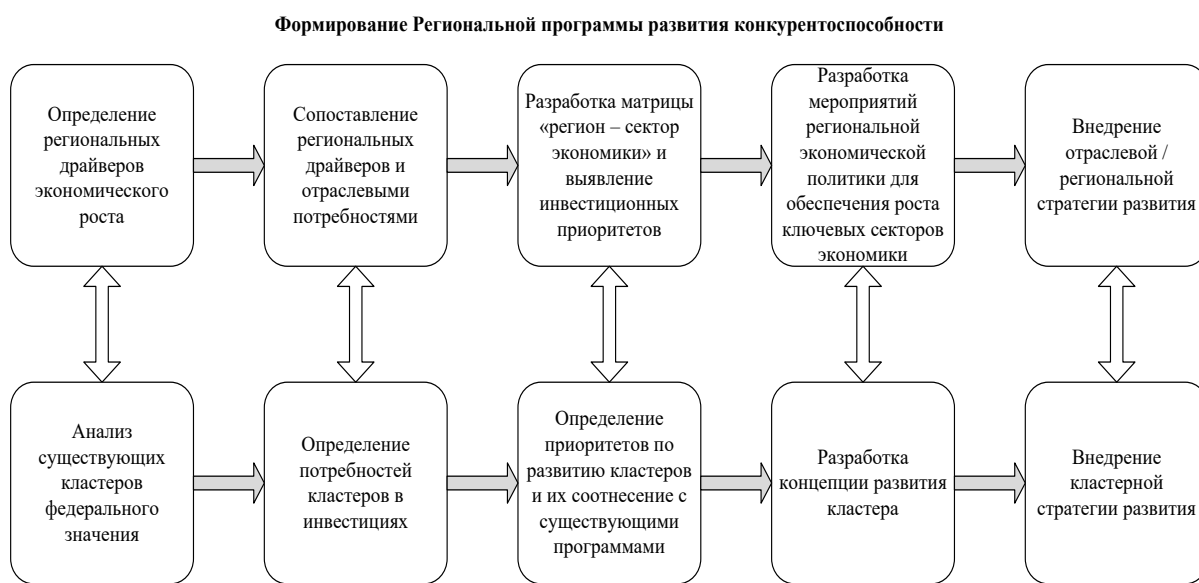 Формирование Региональной программы развития конкурентоспособности
Определение
региональных
драйверов
экономического
роста
Сопоставление
региональных
драйверов и
отраслевыми
потребностями
Разработка матрицы
«регион – сектор
экономики» и
выявление
инвестиционных
приоритетов
Разработка
мероприятий
региональной
экономической
политики для
обеспечения роста
ключевых секторов
экономики
Внедрение
отраслевой /
региональной
стратегии развития
Анализ
существующих
кластеров
федерального
значения
Определение
потребностей
кластеров в
инвестициях
Определение
приоритетов по
развитию кластеров
и их соотнесение с
существующими
программами
Разработка
концепции развития
кластера
Внедрение
кластерной
стратегии развития